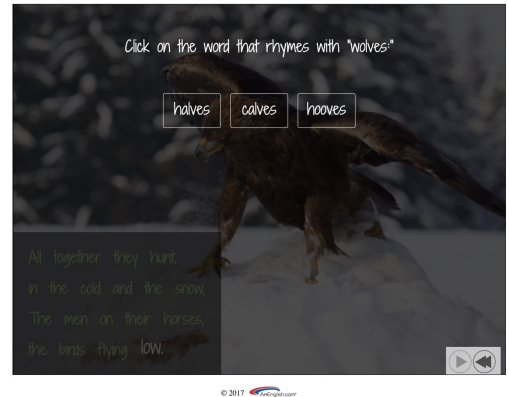 Click on the word that rhymes with "wolves:"
halves calves hooves
All together they hunt,
in the cold and the snow,
The men on their horses,
the birds flying low.
© 2017 AmEnglish.com